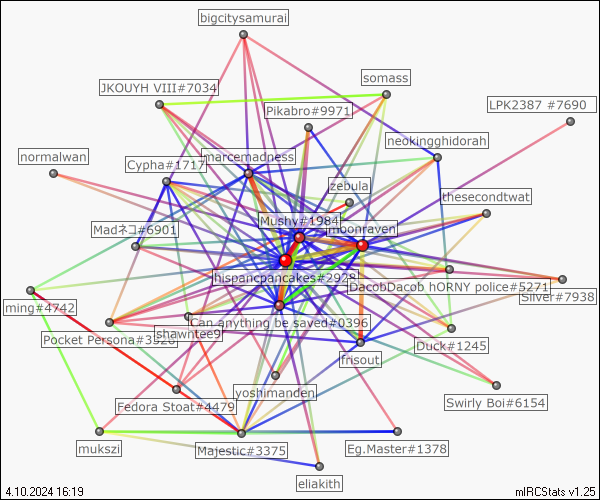 bigcitysamurai
somass
JKOUYH VIII#7034
LPK2387 #7690
Pikabro#9971
neokingghidorah
normalwan
Cypha#1717
marcemadness
zebula
thesecondtwat
Madネコ#6901
Mushy#1984
moonraven
hispancpancakes#2928
DacobDacob hORNY police#5271
Silver#7938
ming#4742
Can anything be saved#0396
Pocket Persona#3526
shawntee9
Duck#1245
frisout
yoshimanden
Fedora Stoat#4479
Swirly Boi#6154
mukszi
Majestic#3375
Eg.Master#1378
eliakith
4.10.2024 16:19
mIRCStats v1.25